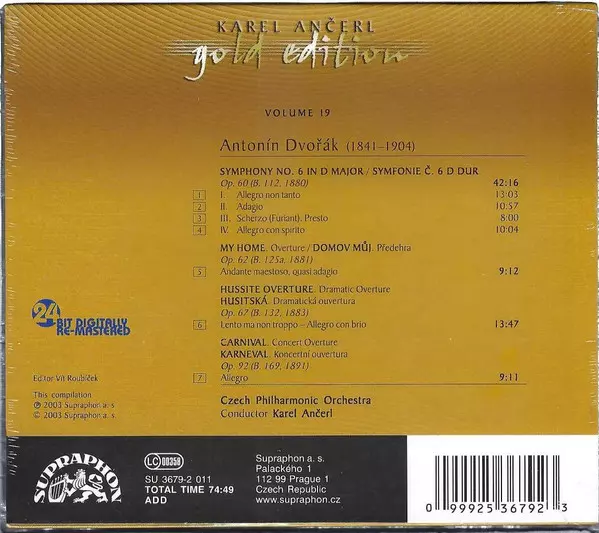 KAREL ANČERL
gold edition
VOLUME 19
Antonín Dvořák (1841–1904)
SYMPHONY NO. 6 IN D MAJOR / SYMFONIE Č. 6 D DUR
Op. 60 (B. 112, 1880) 42:16
1 I. Allegro non tanto 13:03
2 II. Adagio 10:57
3 III. Scherzo (Furiant). Presto 8:00
4 IV. Allegro con spirito 10:04
MY HOME. Overture / DOMOV MŮJ. Předehra
Op. 62 (B. 125a, 1881)
5 Andante maestoso, quasi adagio 9:12
HUSSITE OVERTURE. Dramatic Overture
HUSITSKÁ. Dramatická ouvertura
Op. 67 (B. 132, 1883)
6 Lento ma non troppo – Allegro con brio 13:47
CARNIVAL. Concert Overture
KARNEVAL. Koncertní ouvertura
Op. 92 (B. 169, 1891)
7 Allegro 9:11
Czech Philharmonic Orchestra
Conductor Karel Ančerl
24
BIT DIGITALLY
RE-MASTERED
Editor Vít Roubíček
This compilation
℗ 2003 Supraphon a. s.
© 2003 Supraphon a. s.
SUPRAPHON
LC 00358
SU 3679-2 011
TOTAL TIME 74:49
ADD
Supraphon a. s.
Palackého 1
112 99 Prague 1
Czech Republic
www.supraphon.cz
0 99925 36792 3